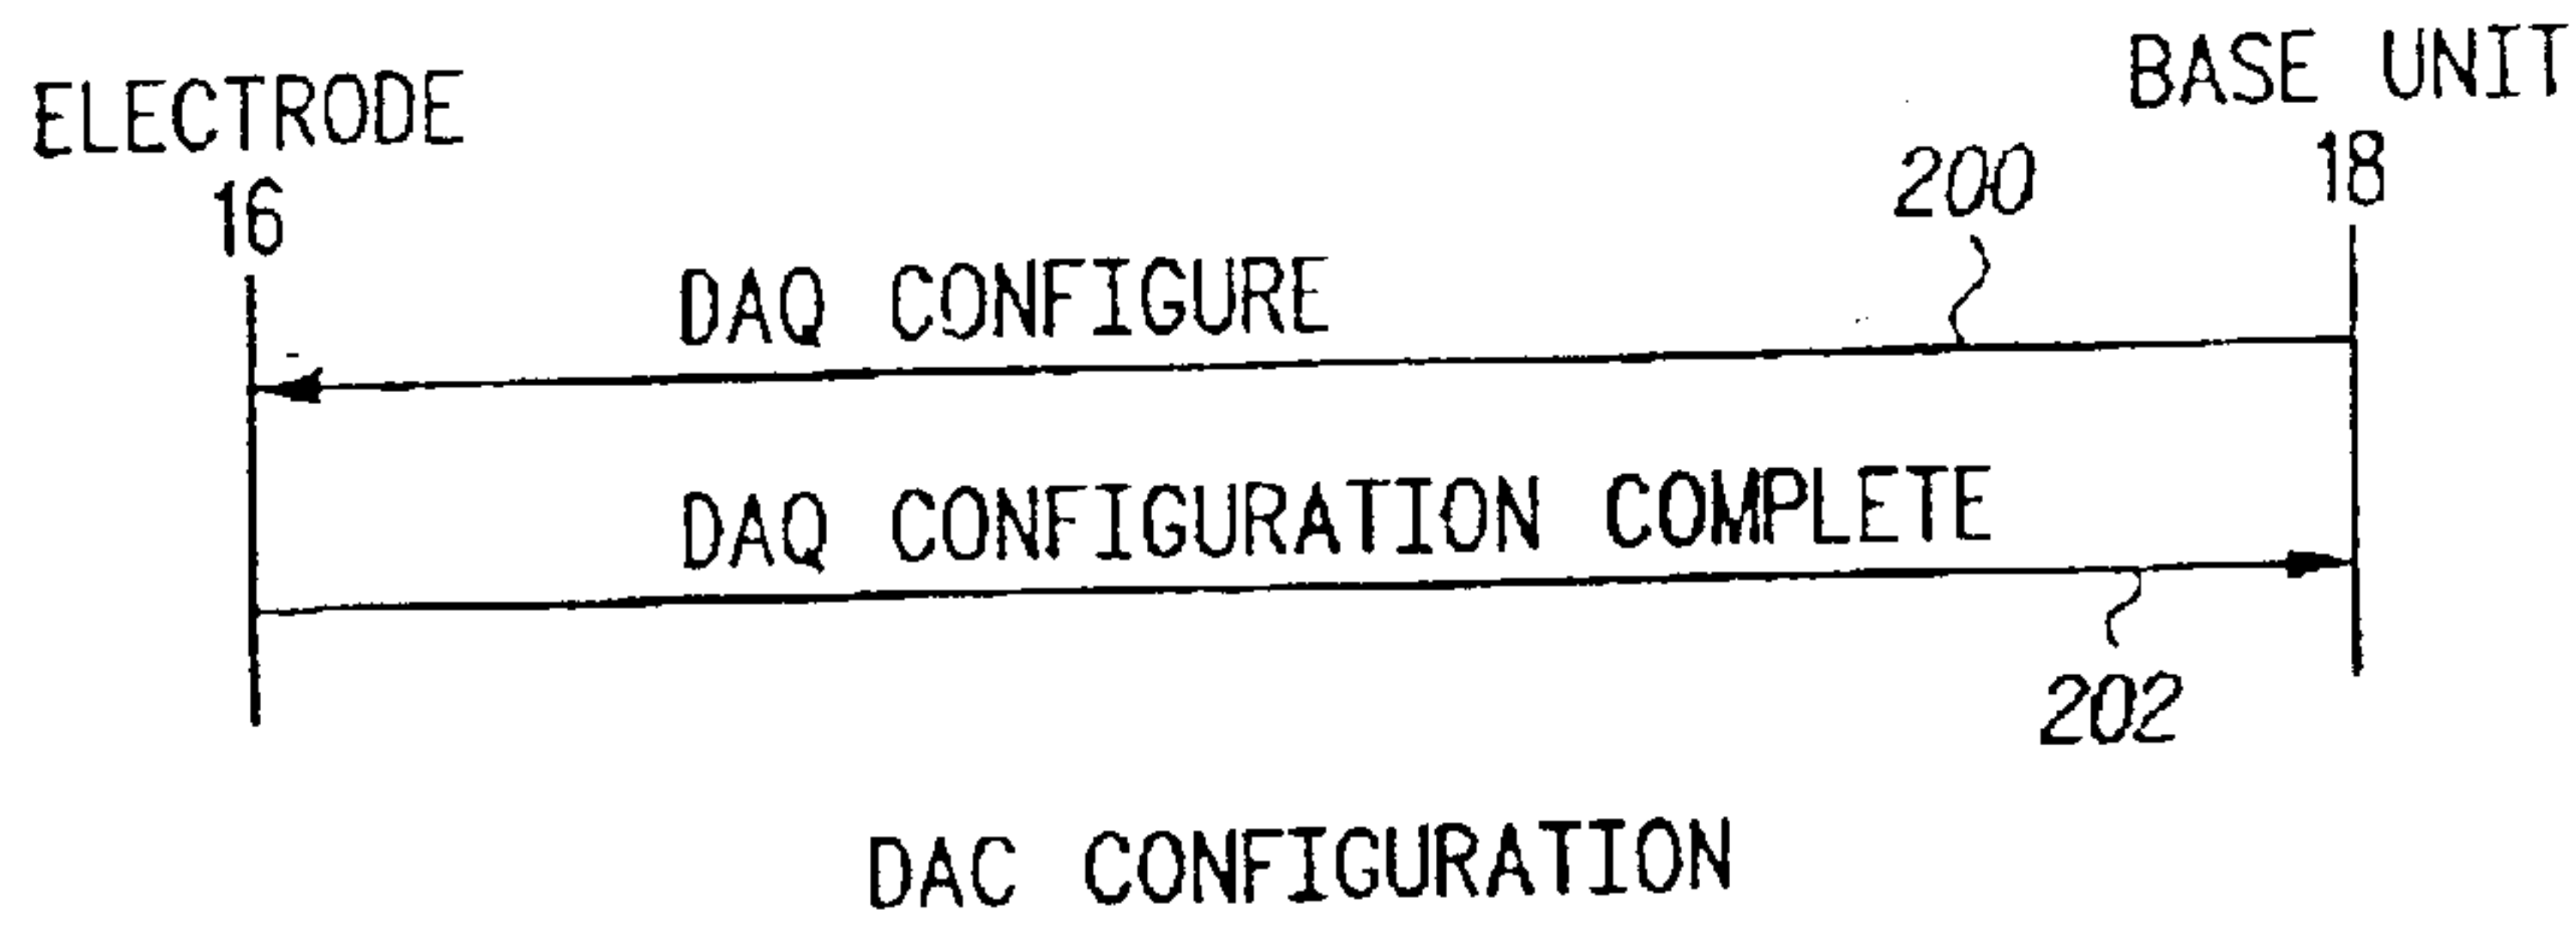 ELECTRODE
16
BASE UNIT
18
200
DAQ CONFIGURE
DAQ CONFIGURATION COMPLETE
202
DAC CONFIGURATION